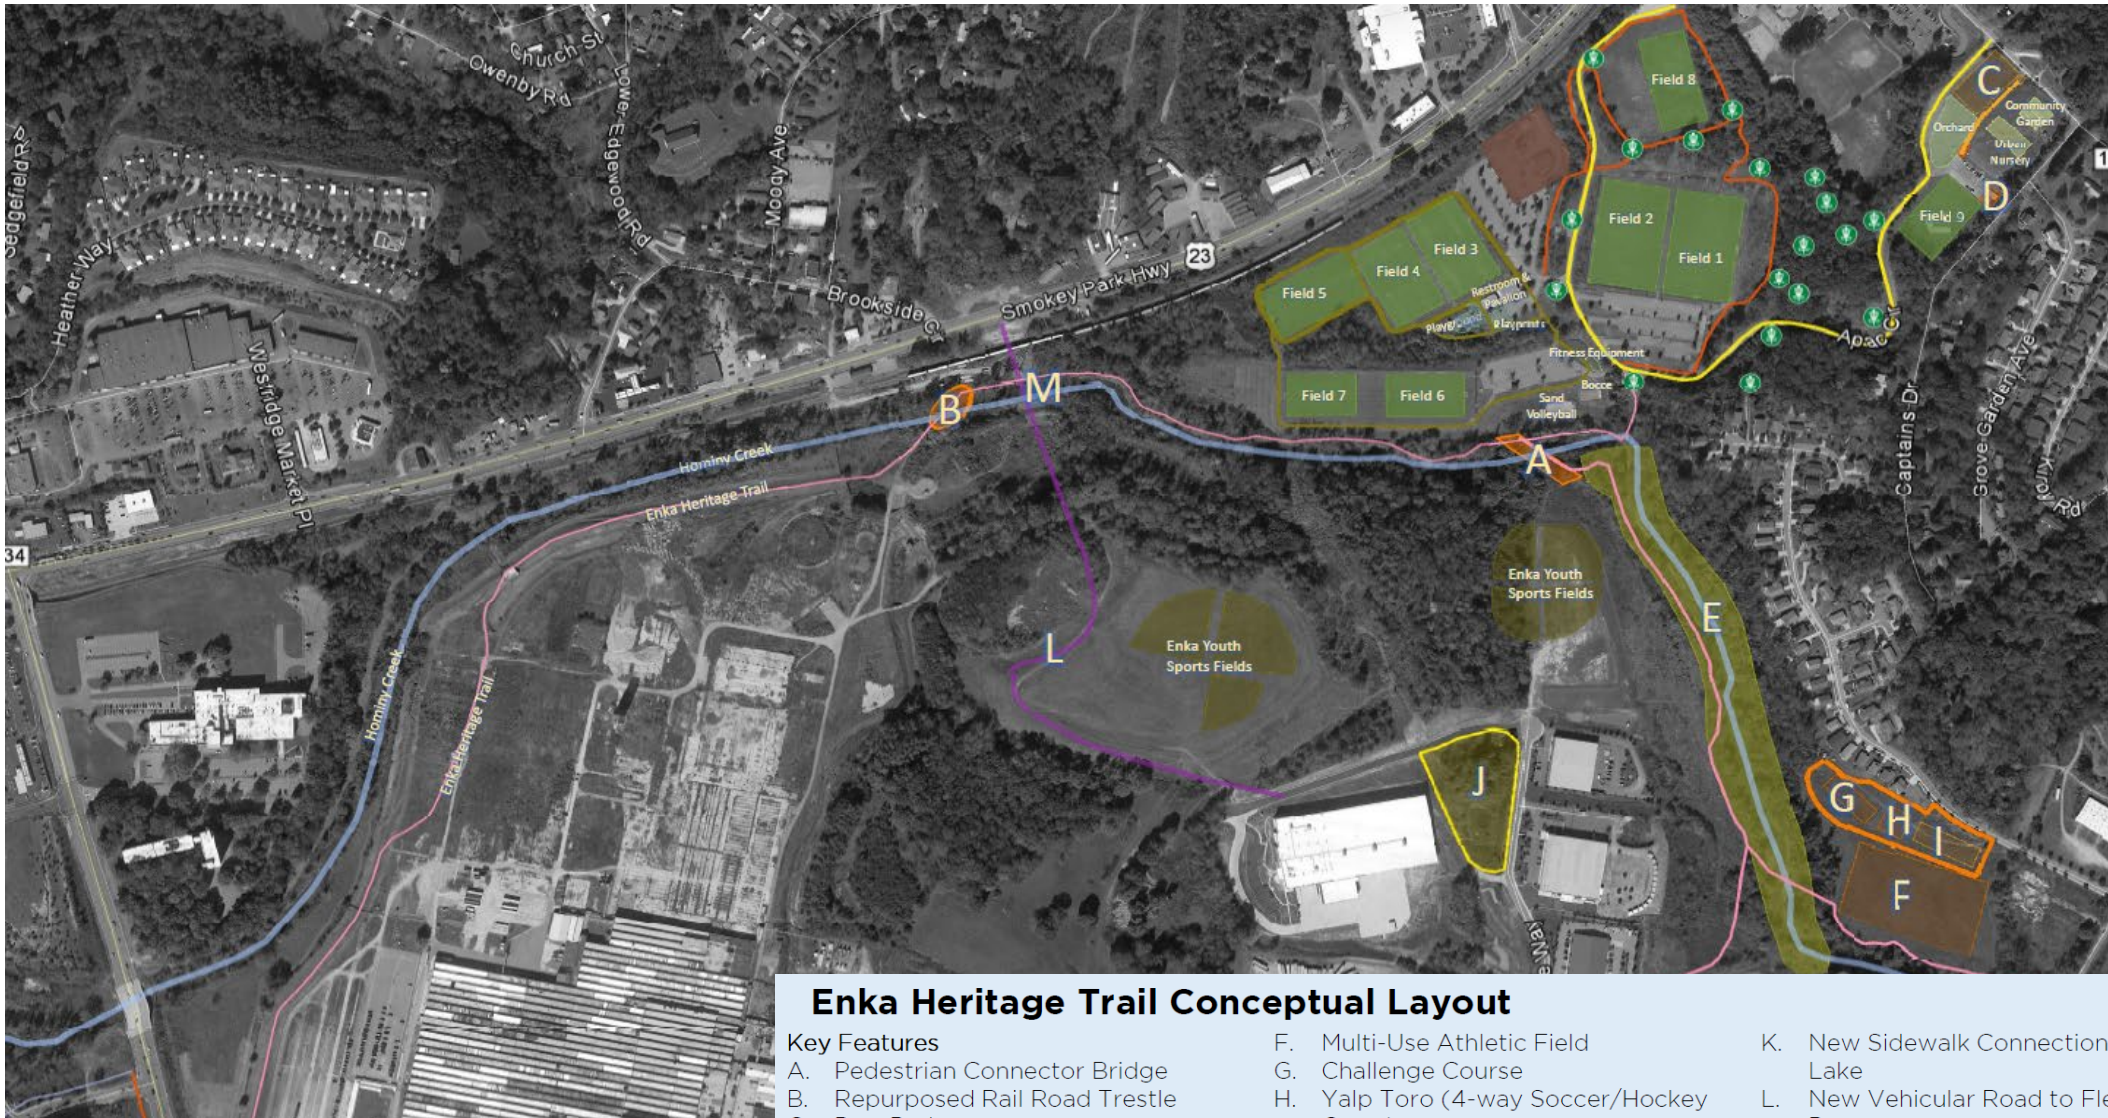 Church St
Owenby Rd
Lower Edgewood Rd
Moody Ave
Sedgefield R
Heather Way
Westridge Market Pl
Brookside Cir
Smokey Park Hwy
23
34
1
Field 8
Field 2
Field 1
Field 3
Field 4
Field 5
Restroom &
Pavilion
Playground
Field 7
Field 6
Fitness Equipment
Bocce
Sand
Volleyball
C
Community
Garden
Orchard
Urban
Nursery
D
Field 9
Apac Cir
Captains Dr
Grove Garden Ave
Kirol
Rd
B
M
A
Hominy Creek
Enka Heritage Trail
Enka Youth
Sports Fields
E
L
Enka Youth
Sports Fields
Hominy Creek
Enka Heritage Trail
J
G
H
I
F
Way
Enka Heritage Trail Conceptual Layout
Key Features
A. Pedestrian Connector Bridge
B. Repurposed Rail Road Trestle
F. Multi-Use Athletic Field
G. Challenge Course
H. Yalp Toro (4-way Soccer/Hockey
K. New Sidewalk Connection
Lake
L. New Vehicular Road to Fle